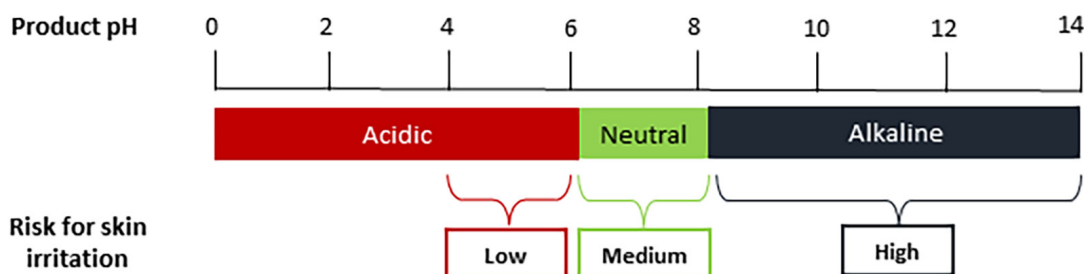 Product pH 0 2 4 6 8 10 12 14
Acidic Neutral Alkaline
Risk for skin
irritation
Low Medium High